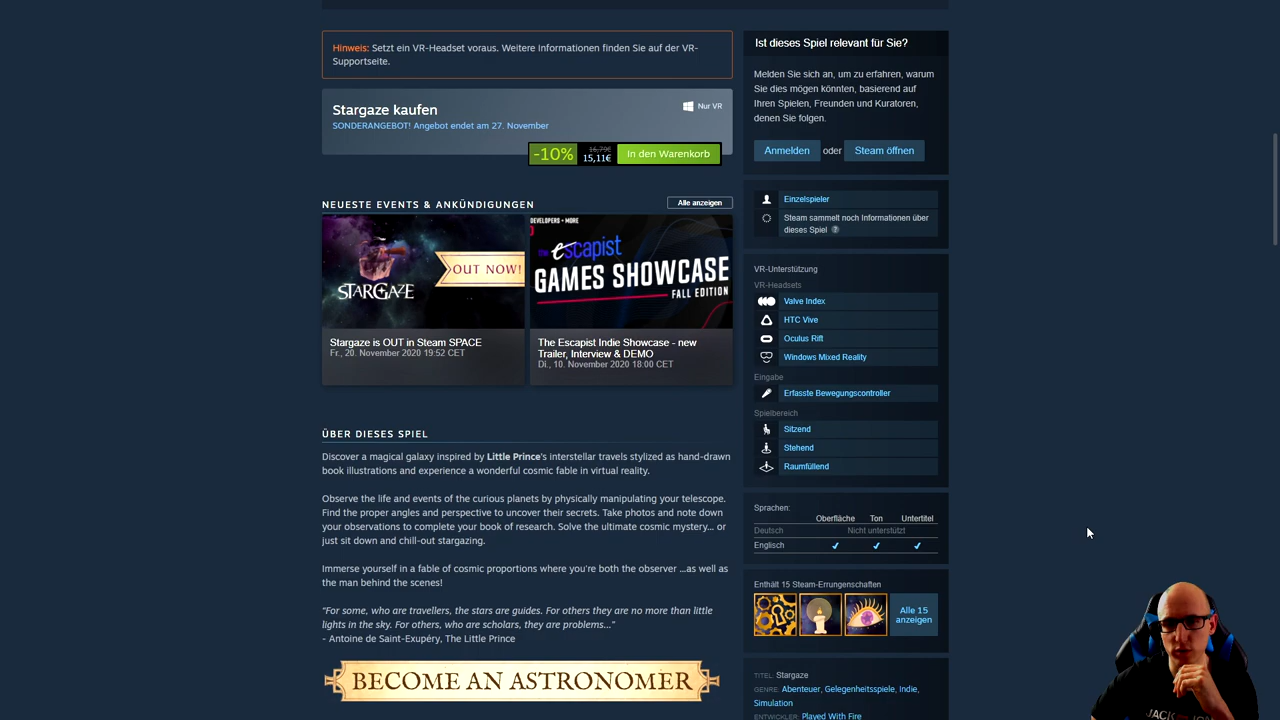 Hinweis: Setzt ein VR-Headset voraus. Weitere Informationen finden Sie auf der VR-
Supportseite.
Stargaze kaufen
Nur VR
SONDERANGEBOT! Angebot endet am 27. November
-10%
16,79€
15,11€
In den Warenkorb
NEUESTE EVENTS & ANKÜNDIGUNGEN
Alle anzeigen
STARGAZE
OUT NOW!
DEVELOPERS + MORE
the escapist
GAMES SHOWCASE
FALL EDITION
Stargaze is OUT in Steam SPACE
Fr., 20. November 2020 19:52 CET
The Escapist Indie Showcase - new
Trailer, Interview & DEMO
Di., 10. November 2020 18:00 CET
ÜBER DIESES SPIEL
Discover a magical galaxy inspired by Little Prince's interstellar travels stylized as hand-drawn
book illustrations and experience a wonderful cosmic fable in virtual reality.
Observe the life and events of the curious planets by physically manipulating your telescope.
Find the proper angles and perspective to uncover their secrets. Take photos and note down
your observations to complete your book of research. Solve the ultimate cosmic mystery... or
just sit down and chill-out stargazing.
Immerse yourself in a fable of cosmic proportions where you're both the observer ...as well as
the man behind the scenes!
"For some, who are travellers, the stars are guides. For others they are no more than little
lights in the sky. For others, who are scholars, they are problems..."
- Antoine de Saint-Exupéry, The Little Prince
BECOME AN ASTRONOMER
Ist dieses Spiel relevant für Sie?
Melden Sie sich an, um zu erfahren, warum
Sie dies mögen könnten, basierend auf
Ihren Spielen, Freunden und Kuratoren,
denen Sie folgen.
Anmelden oder Steam öffnen
Einzelspieler
Steam sammelt noch Informationen über
dieses Spiel ?
VR-Unterstützung
VR-Headsets
Valve Index
HTC Vive
Oculus Rift
Windows Mixed Reality
Eingabe
Erfasste Bewegungscontroller
Spielbereich
Sitzend
Stehend
Raumfüllend
Sprachen:
Oberfläche Ton Untertitel
Deutsch Nicht unterstützt
Englisch ✔ ✔ ✔
Enthält 15 Steam-Errungenschaften
Alle 15
anzeigen
TITEL: Stargaze
GENRE: Abenteuer, Gelegenheitsspiele, Indie,
Simulation
ENTWICKLER: Played With Fire